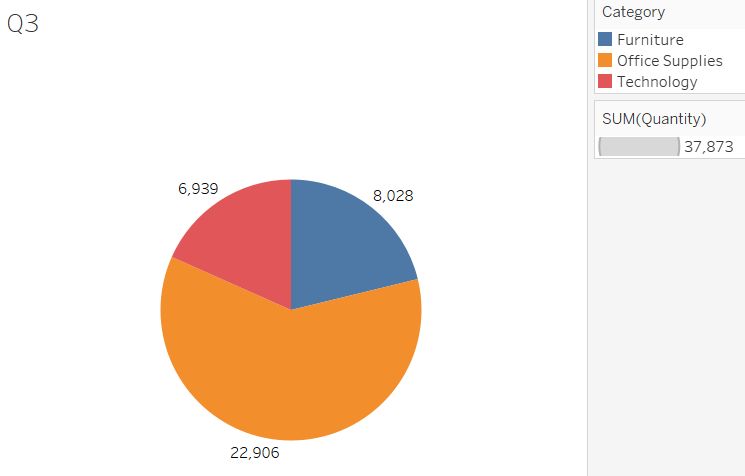 Q3
Category
Furniture
Office Supplies
Technology
SUM(Quantity)
37,873
6,939
8,028
22,906